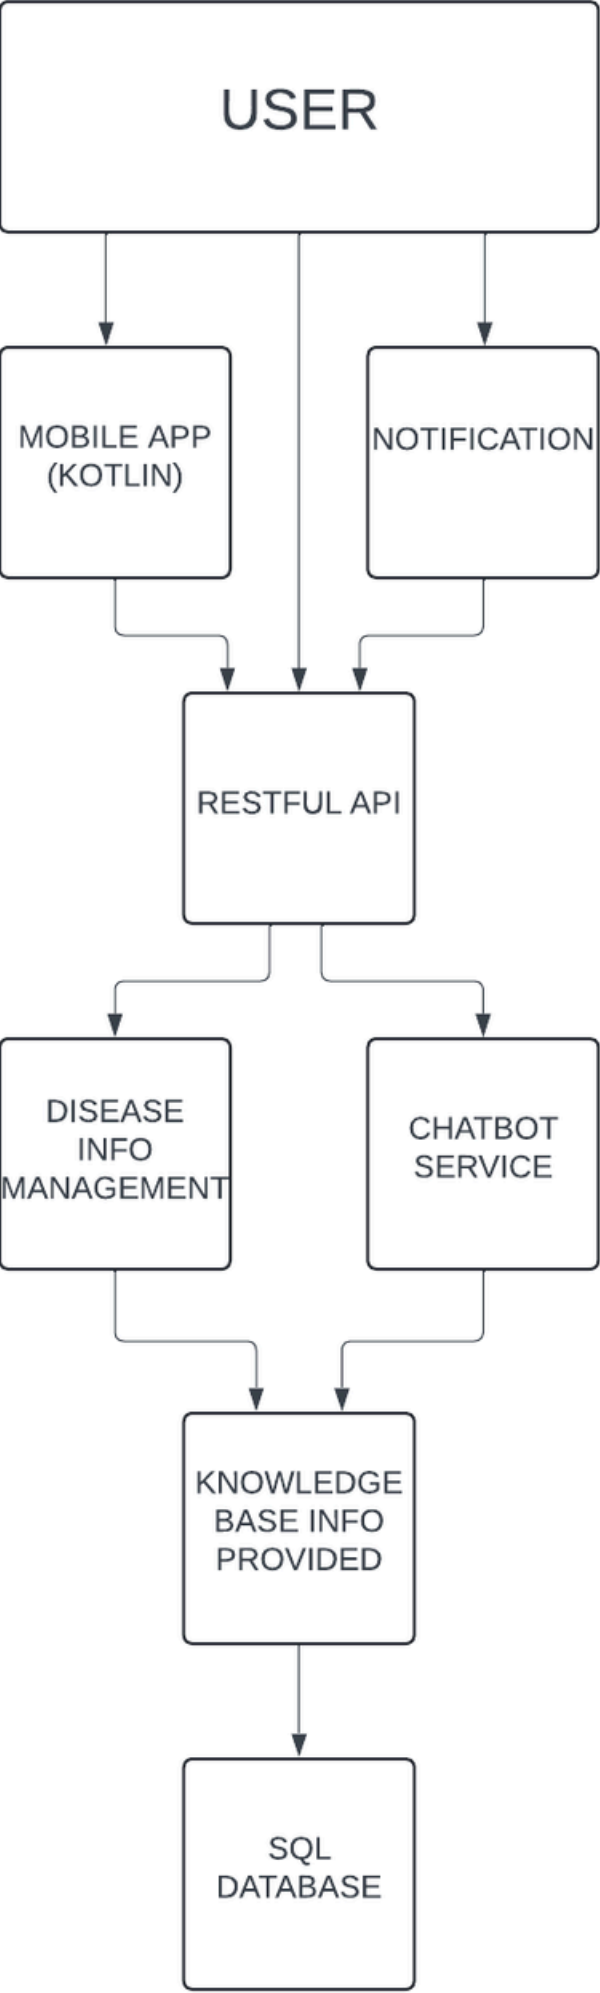 USER
MOBILE APP
(KOTLIN)
NOTIFICATION
RESTFUL API
DISEASE
INFO
MANAGEMENT
CHATBOT
SERVICE
KNOWLEDGE
BASE INFO
PROVIDED
SQL
DATABASE